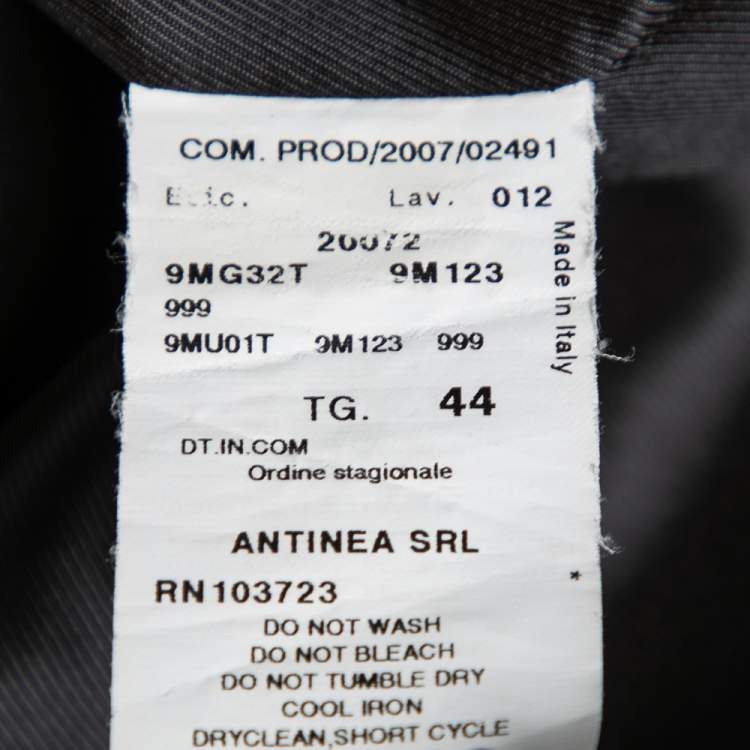 COM. PROD/2007/02491
Lav. 012
20072
9MG32T 9M123
999
9MU01T 9M123 999
TG. 44
DT.IN.COM
Ordine stagionale
ANTINEA SRL
*
RN103723
DO NOT WASH
DO NOT BLEACH
DO NOT TUMBLE DRY
COOL IRON
DRYCLEAN,SHORT CYCLE
Made in Italy